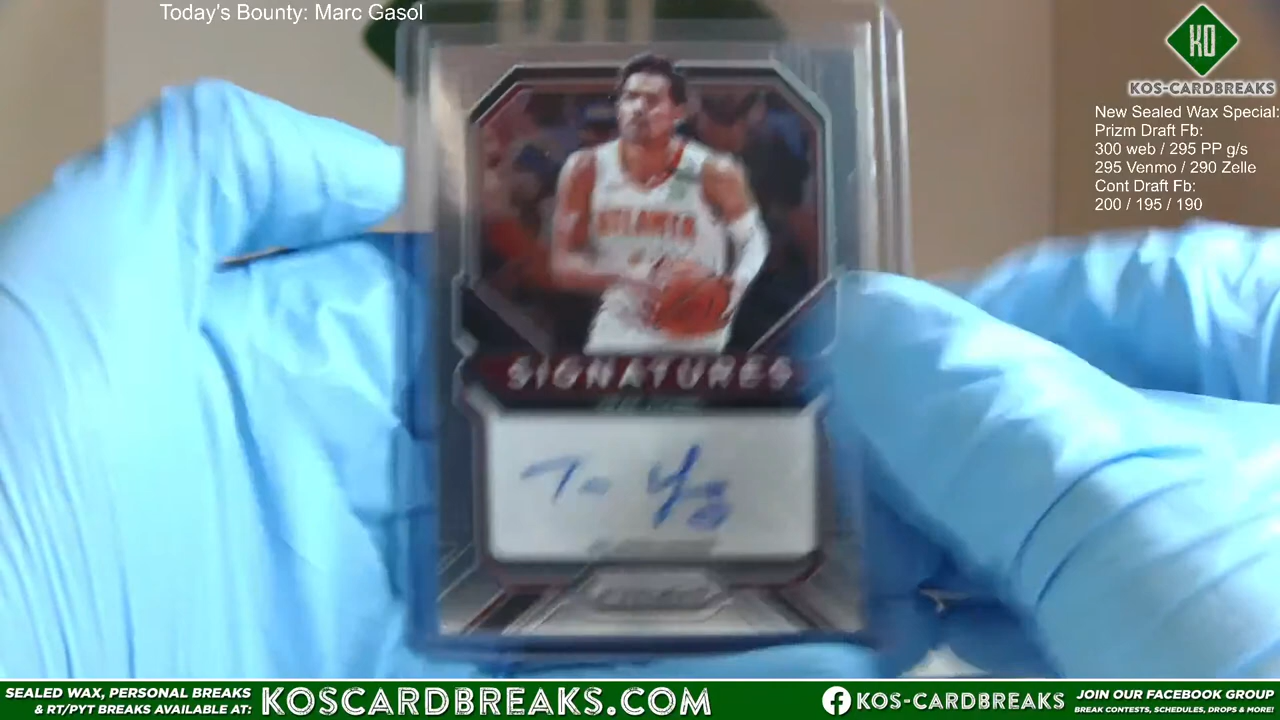 Today's Bounty: Marc Gasol
KO
KOS-CARDBREAKS
New Sealed Wax Special:
Prizm Draft Fb:
300 web / 295 PP g/s
295 Venmo / 290 Zelle
Cont Draft Fb:
200 / 195 / 190
ATLANTA
SIGNATURES
SEALED WAX, PERSONAL BREAKS
& RT/PYT BREAKS AVAILABLE AT:
KOSCARDBREAKS.COM
KOS-CARDBREAKS
JOIN OUR FACEBOOK GROUP
BREAK CONTESTS, SCHEDULES, DROPS & MORE!